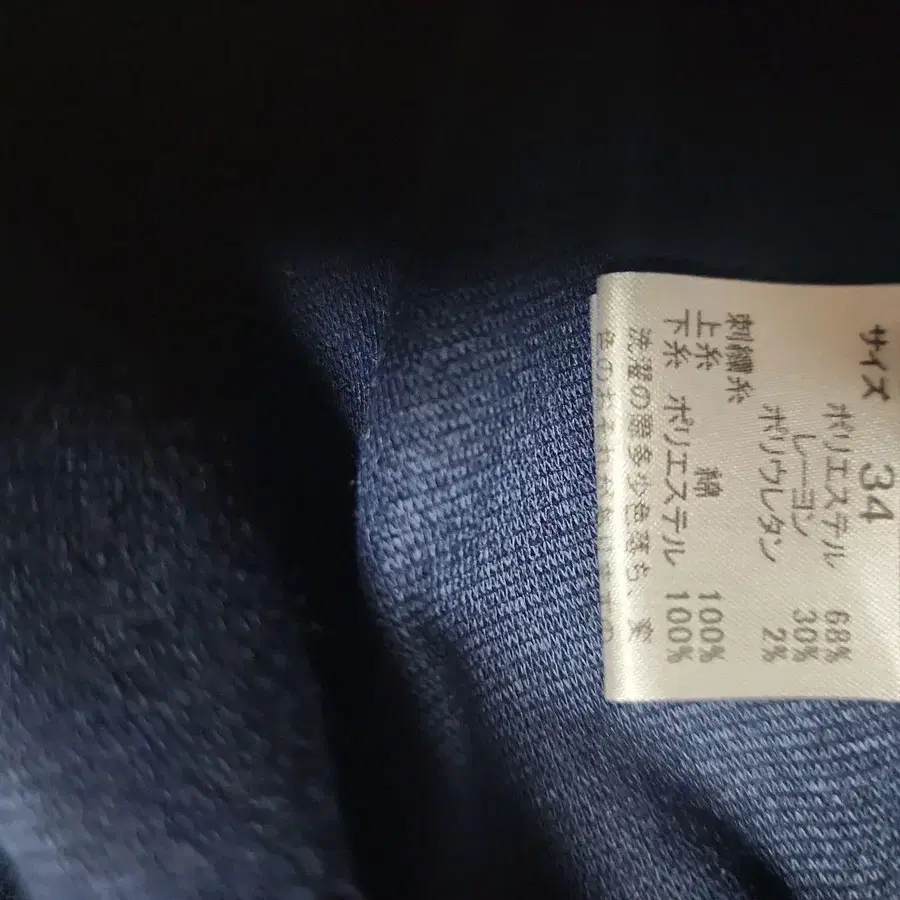 サイズ 34
ポリエステル 68%
レーヨン 30%
ポリウレタン 2%
刺繍糸
上糸 綿 100%
下糸 ポリエステル 100%
洗濯の際多少色落ち、